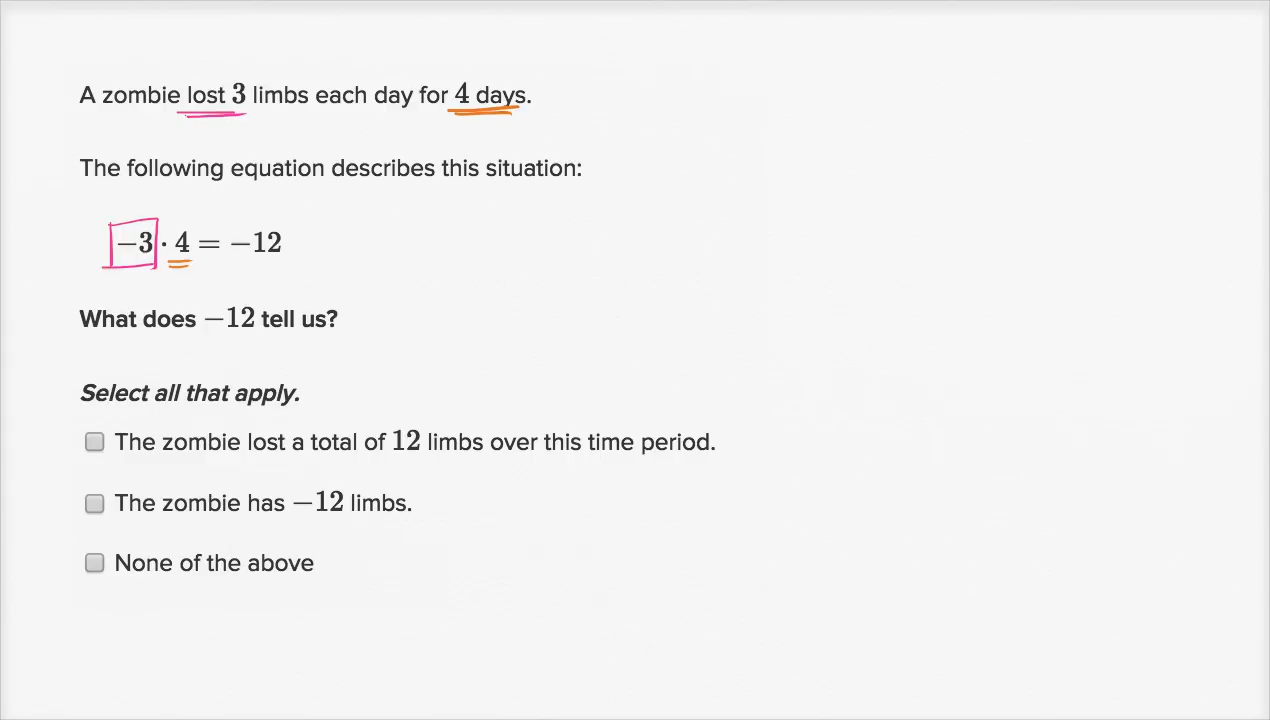 A zombie lost 3 limbs each day for 4 days.
The following equation describes this situation:
−3 · 4 = −12
What does −12 tell us?
Select all that apply.
The zombie lost a total of 12 limbs over this time period.
The zombie has −12 limbs.
None of the above